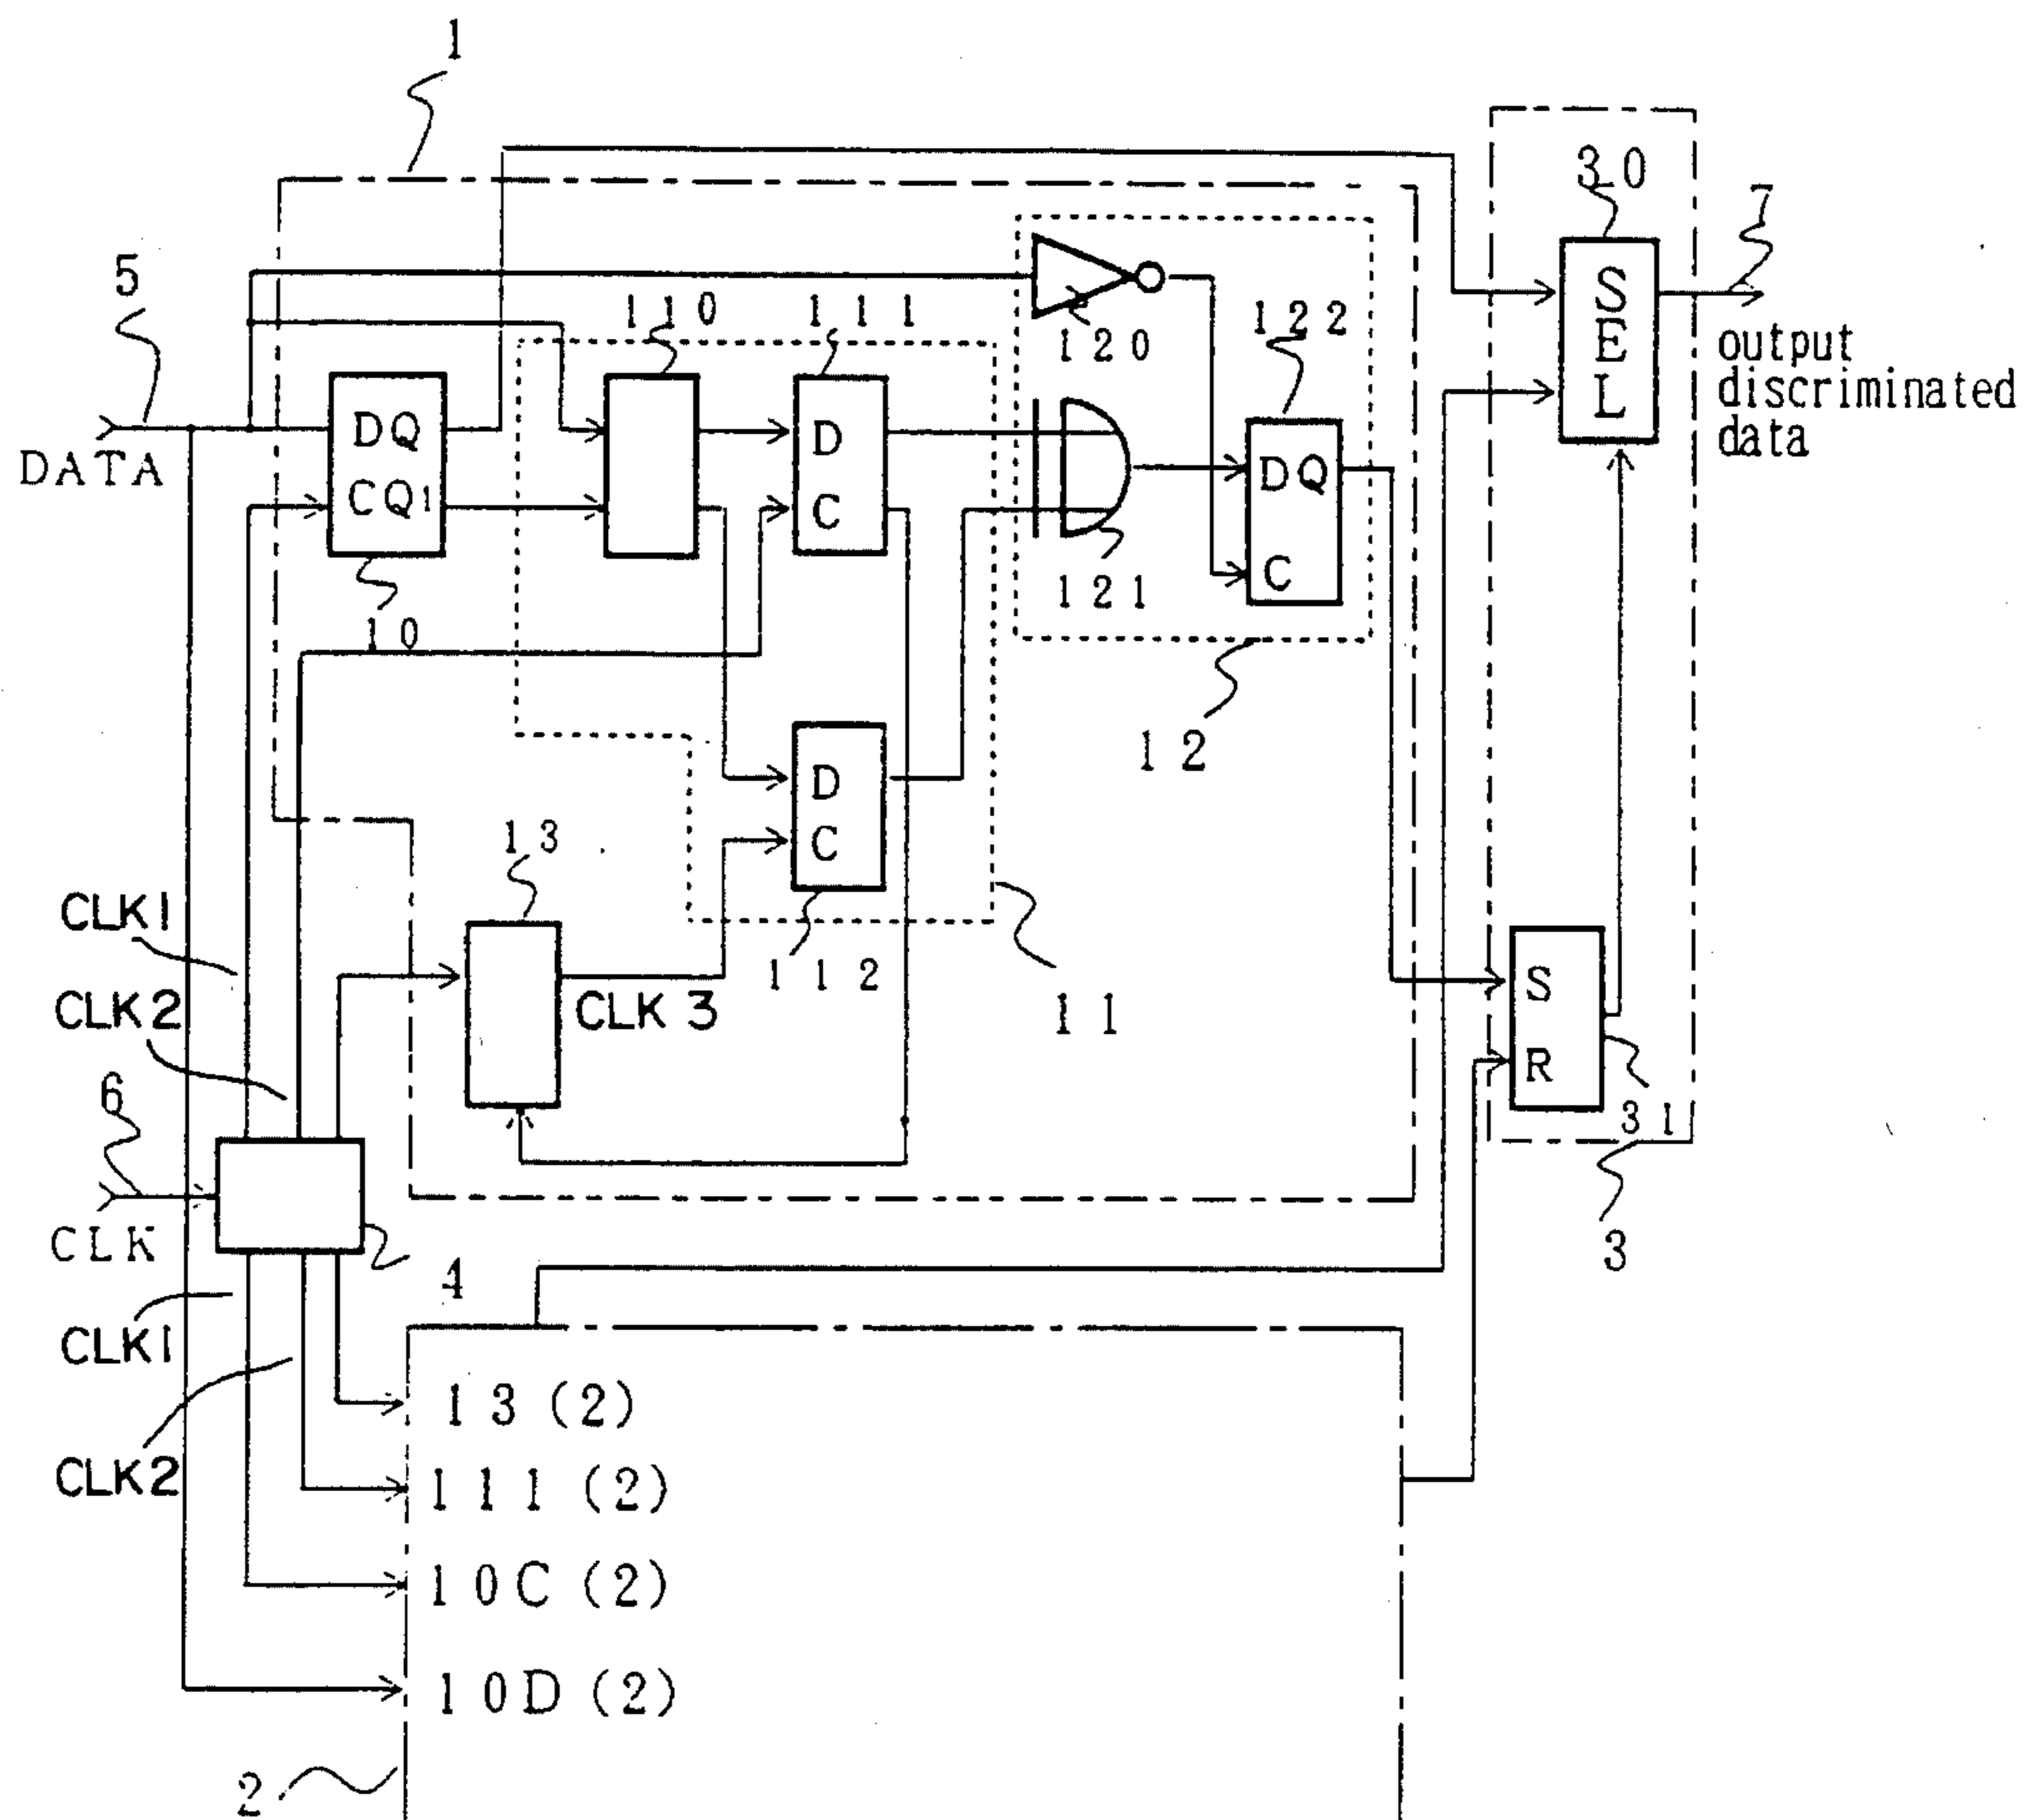 1
30
7
5
110
111
120
122
SEL
output
discriminated
data
DATA
DQ
CQ1
D
C
DQ
C
121
10
12
D
C
13
CLK1
112
CLK3
11
CLK2
S
R
6
31
CLK
4
3
CLK1
13(2)
CLK2
111(2)
10C(2)
10D(2)
2